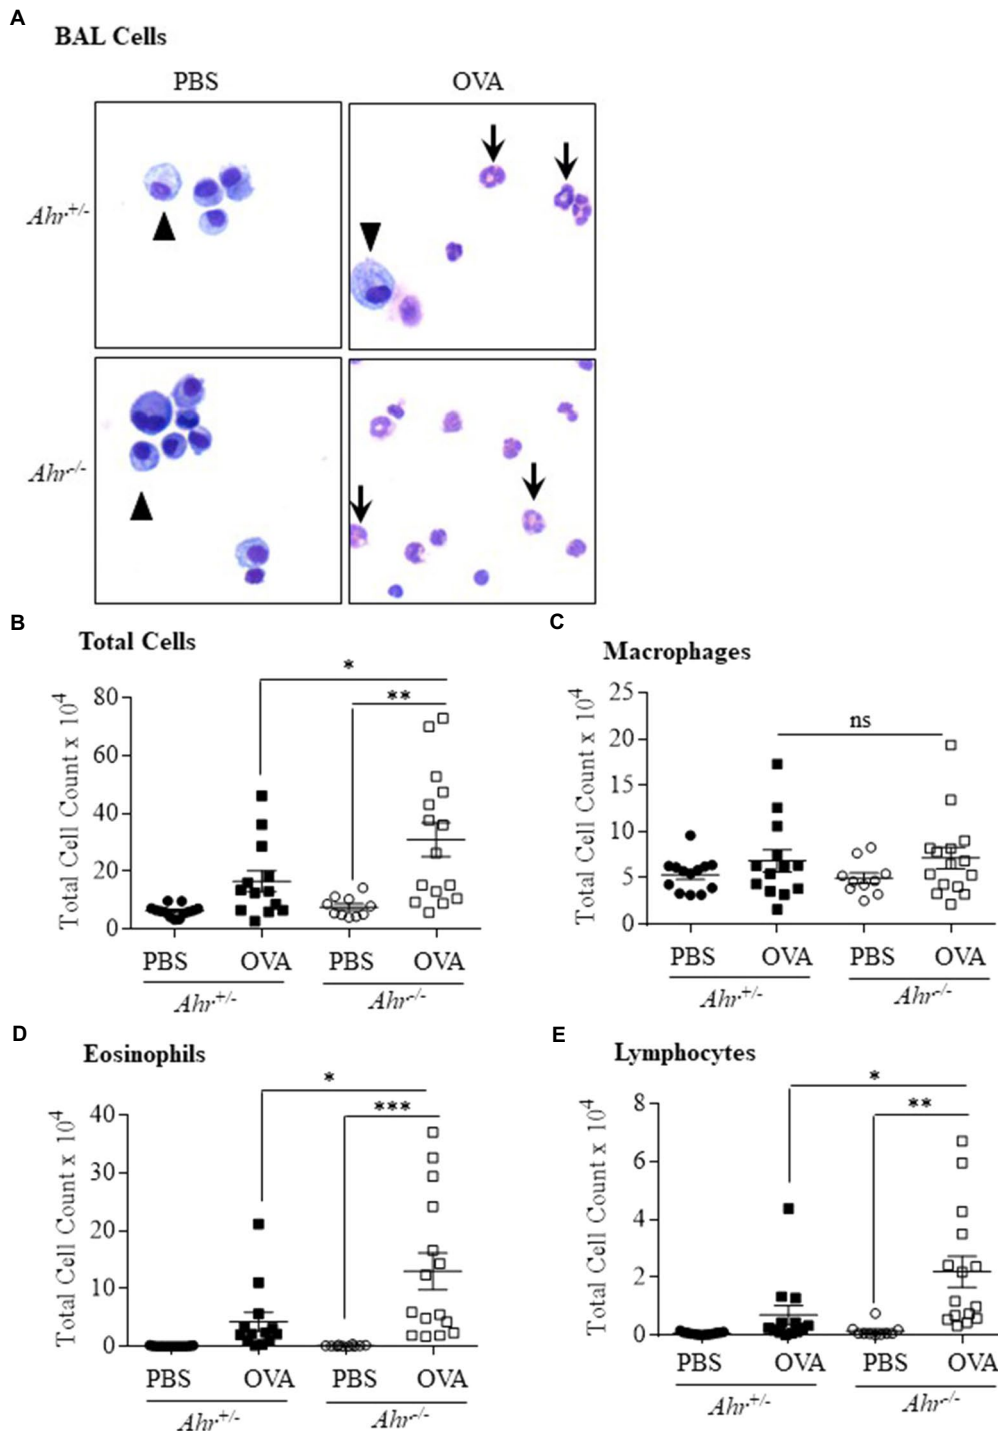 A
BAL Cells
PBS OVA
Ahr+/-
Ahr-/-
B
Total Cells
Total Cell Count x 10^4
80
60
40
20
0
* 
**
PBS OVA PBS OVA
Ahr+/- Ahr-/-
C
Macrophages
Total Cell Count x 10^4
25
20
15
10
5
0
ns
PBS OVA PBS OVA
Ahr+/- Ahr-/-
D
Eosinophils
Total Cell Count x 10^4
40
30
20
10
0
*
***
PBS OVA PBS OVA
Ahr+/- Ahr-/-
E
Lymphocytes
Total Cell Count x 10^4
8
6
4
2
0
*
**
PBS OVA PBS OVA
Ahr+/- Ahr-/-